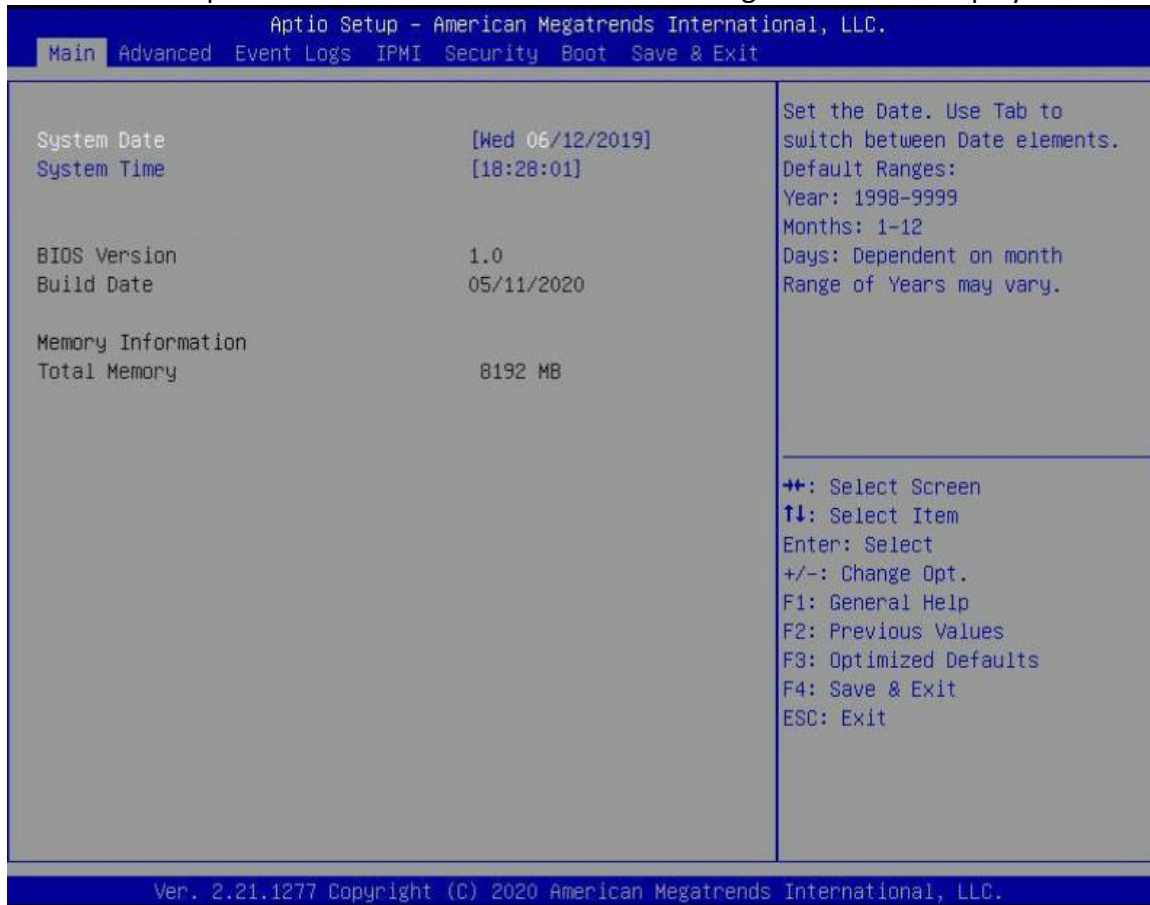 Aptio Setup – American Megatrends International, LLC.
Main Advanced Event Logs IPMI Security Boot Save & Exit
System Date [Wed 06/12/2019]
System Time [18:28:01]
BIOS Version 1.0
Build Date 05/11/2020
Memory Information
Total Memory 8192 MB
Set the Date. Use Tab to
switch between Date elements.
Default Ranges:
Year: 1998-9999
Months: 1-12
Days: Dependent on month
Range of Years may vary.
→←: Select Screen
↑↓: Select Item
Enter: Select
+/-: Change Opt.
F1: General Help
F2: Previous Values
F3: Optimized Defaults
F4: Save & Exit
ESC: Exit
Ver. 2.21.1277 Copyright (C) 2020 American Megatrends International, LLC.